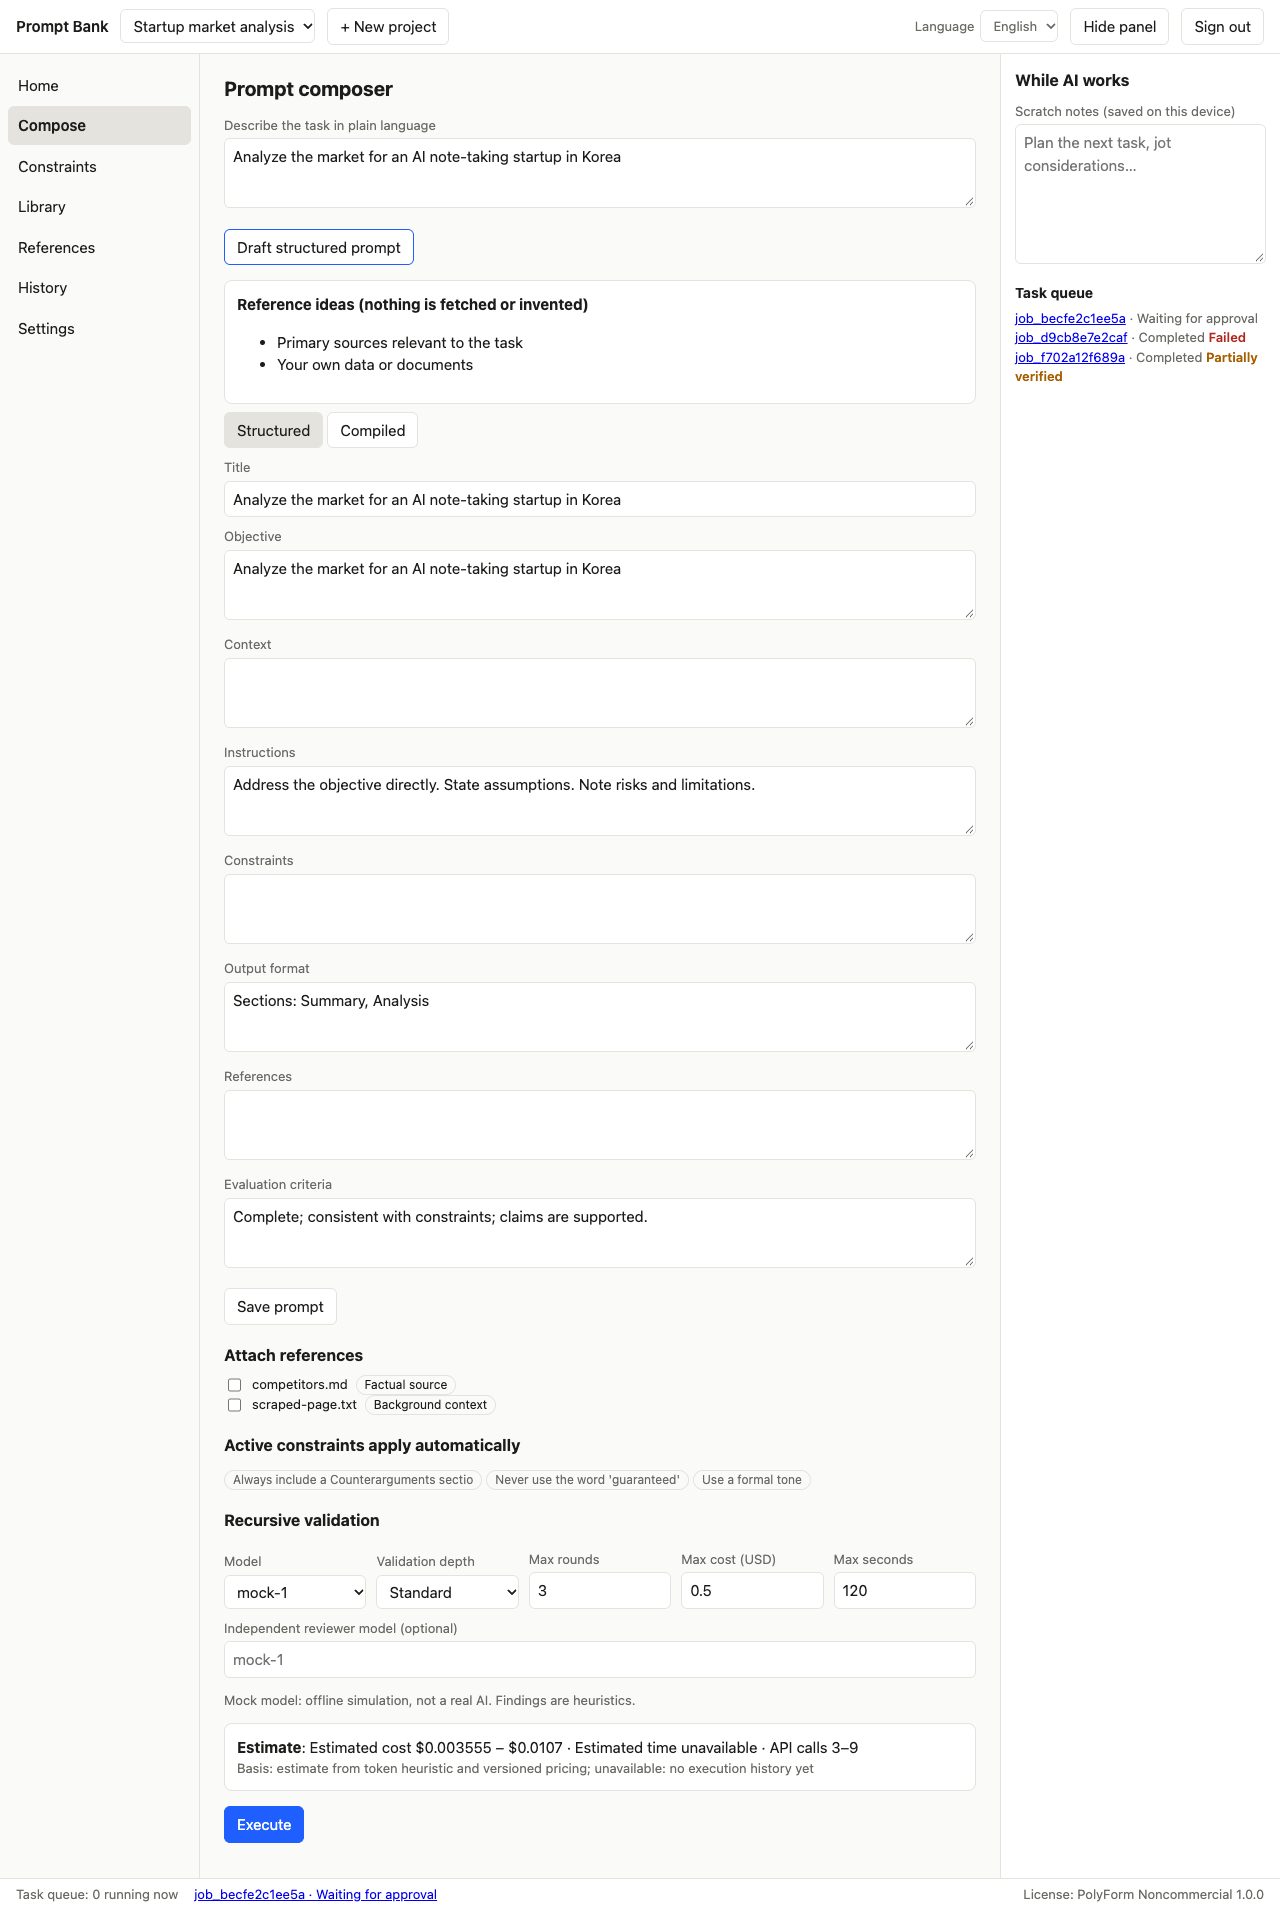 Prompt Bank
Startup market analysis
+ New project
Language
English
Hide panel
Sign out
Home
Compose
Constraints
Library
References
History
Settings
Prompt composer
Describe the task in plain language
Analyze the market for an AI note-taking startup in Korea
Draft structured prompt
Reference ideas (nothing is fetched or invented)
• Primary sources relevant to the task
• Your own data or documents
Structured
Compiled
Title
Analyze the market for an AI note-taking startup in Korea
Objective
Analyze the market for an AI note-taking startup in Korea
Context
Instructions
Address the objective directly. State assumptions. Note risks and limitations.
Constraints
Output format
Sections: Summary, Analysis
References
Evaluation criteria
Complete; consistent with constraints; claims are supported.
Save prompt
Attach references
competitors.md Factual source
scraped-page.txt Background context
Active constraints apply automatically
Always include a Counterarguments sectio
Never use the word 'guaranteed'
Use a formal tone
Recursive validation
Model
mock-1
Validation depth
Standard
Max rounds
3
Max cost (USD)
0.5
Max seconds
120
Independent reviewer model (optional)
mock-1
Mock model: offline simulation, not a real AI. Findings are heuristics.
Estimate: Estimated cost $0.003555 – $0.0107 · Estimated time unavailable · API calls 3–9
Basis: estimate from token heuristic and versioned pricing; unavailable: no execution history yet
Execute
While AI works
Scratch notes (saved on this device)
Plan the next task, jot
considerations...
Task queue
job_becfe2c1ee5a · Waiting for approval
job_d9cb8e7e2caf · Completed Failed
job_f702a12f689a · Completed Partially
verified
Task queue: 0 running now
job_becfe2c1ee5a · Waiting for approval
License: PolyForm Noncommercial 1.0.0